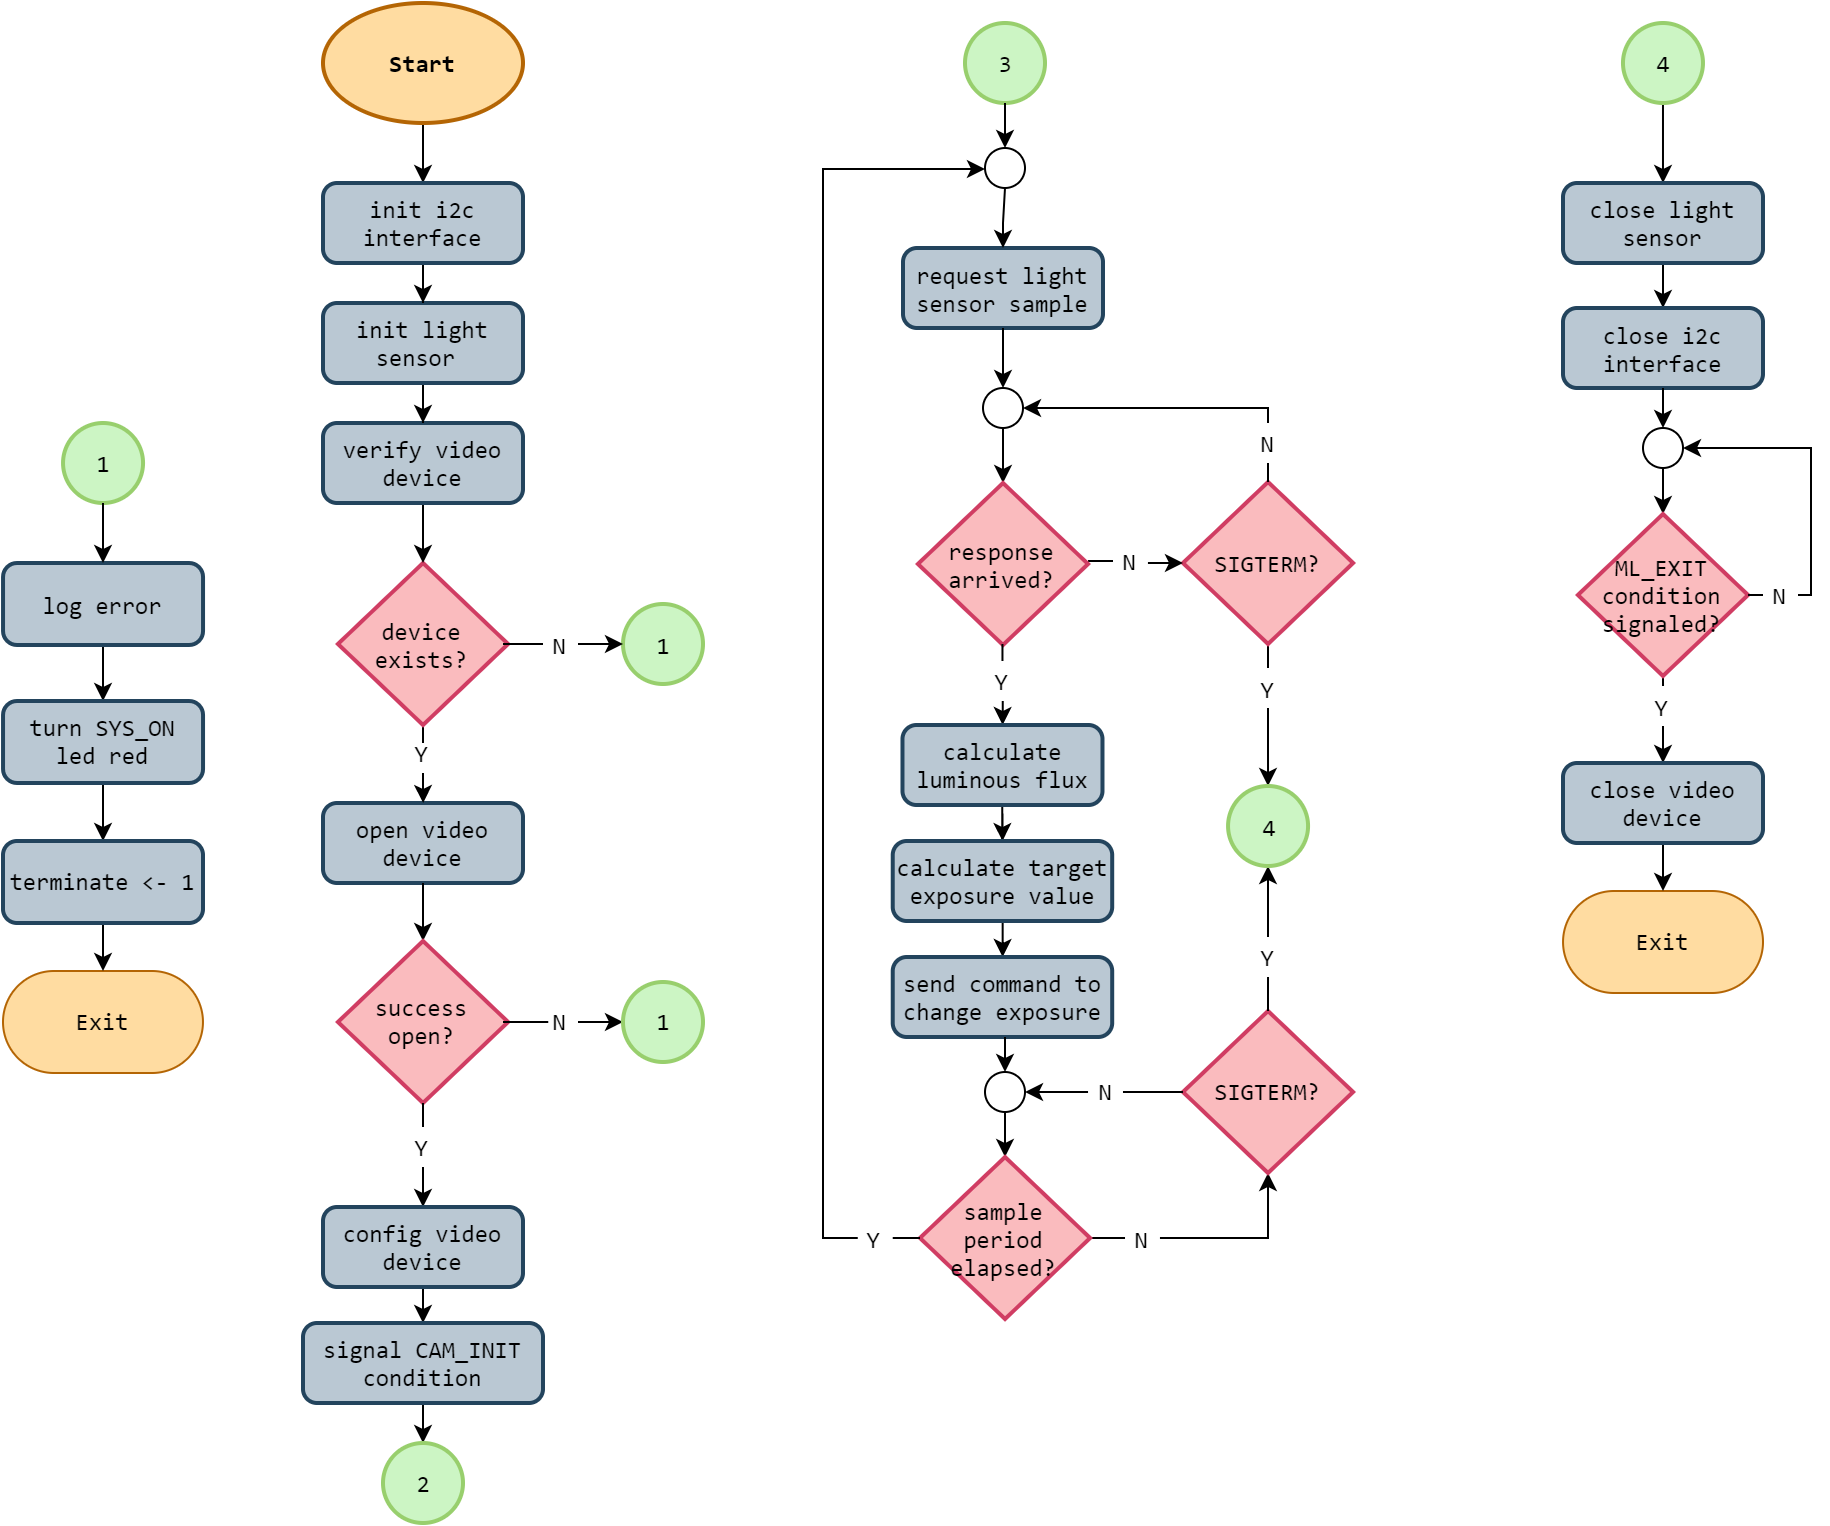 1
log error
turn SYS_ON
led red
terminate <- 1
Exit
Start
init i2c
interface
init light
sensor
verify video
device
device
exists?
N
1
Y
open video
device
success
open?
N
1
Y
config video
device
signal CAM_INIT
condition
2
3
request light
sensor sample
response
arrived?
N
SIGTERM?
N
Y
4
Y
calculate
luminous flux
calculate target
exposure value
send command to
change exposure
sample
period
elapsed?
Y
N
SIGTERM?
N
Y
4
close light
sensor
close i2c
interface
ML_EXIT
condition
signaled?
N
Y
close video
device
Exit